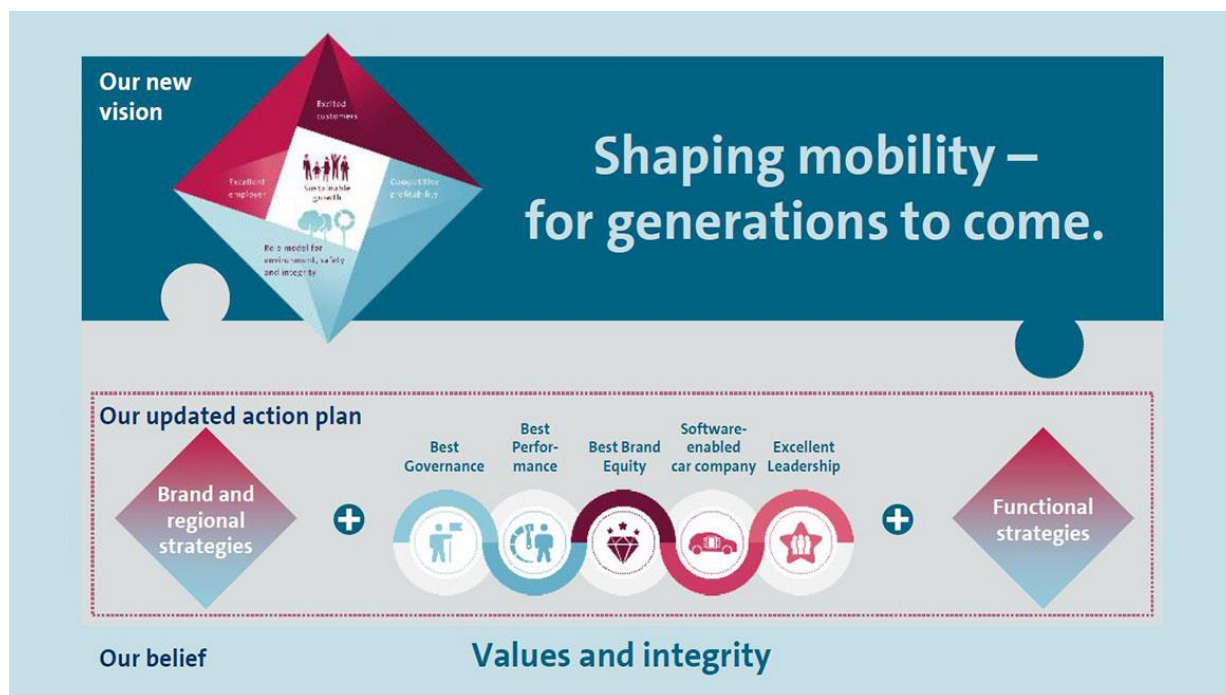 Our new
vision
Excited
customers
Excellent
employer
Sustainable
growth
Competitive
profitability
Role model for
environment, safety
and integrity
Shaping mobility –
for generations to come.
Our updated action plan
Brand and
regional
strategies
Best
Governance
Best
Perfor-
mance
Best Brand
Equity
Software-
enabled
car company
Excellent
Leadership
Functional
strategies
Our belief
Values and integrity